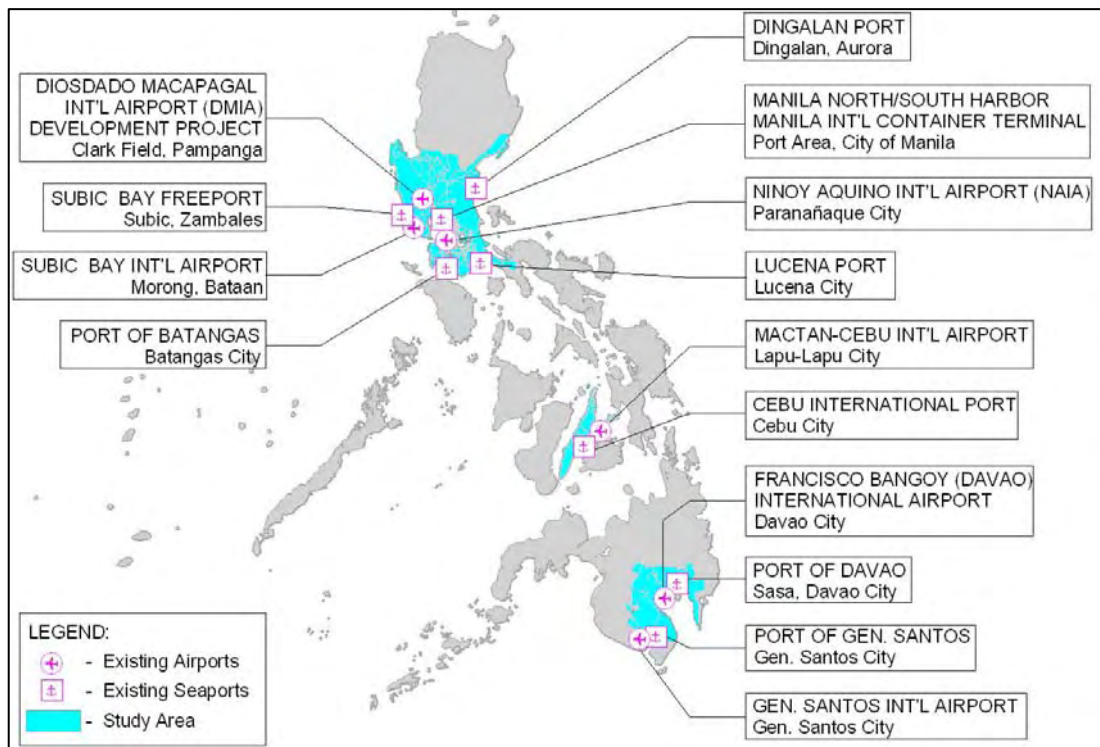 DINGALAN PORT
Dingalan, Aurora
DIOSDADO MACAPAGAL
INT'L AIRPORT (DMIA)
DEVELOPMENT PROJECT
Clark Field, Pampanga
MANILA NORTH/SOUTH HARBOR
MANILA INT'L CONTAINER TERMINAL
Port Area, City of Manila
SUBIC BAY FREEPORT
Subic, Zambales
NINOY AQUINO INT'L AIRPORT (NAIA)
Paranañaque City
SUBIC BAY INT'L AIRPORT
Morong, Bataan
LUCENA PORT
Lucena City
PORT OF BATANGAS
Batangas City
MACTAN-CEBU INT'L AIRPORT
Lapu-Lapu City
CEBU INTERNATIONAL PORT
Cebu City
FRANCISCO BANGOY (DAVAO)
INTERNATIONAL AIRPORT
Davao City
PORT OF DAVAO
Sasa, Davao City
PORT OF GEN. SANTOS
Gen. Santos City
GEN. SANTOS INT'L AIRPORT
Gen. Santos City
LEGEND:
- Existing Airports
- Existing Seaports
- Study Area